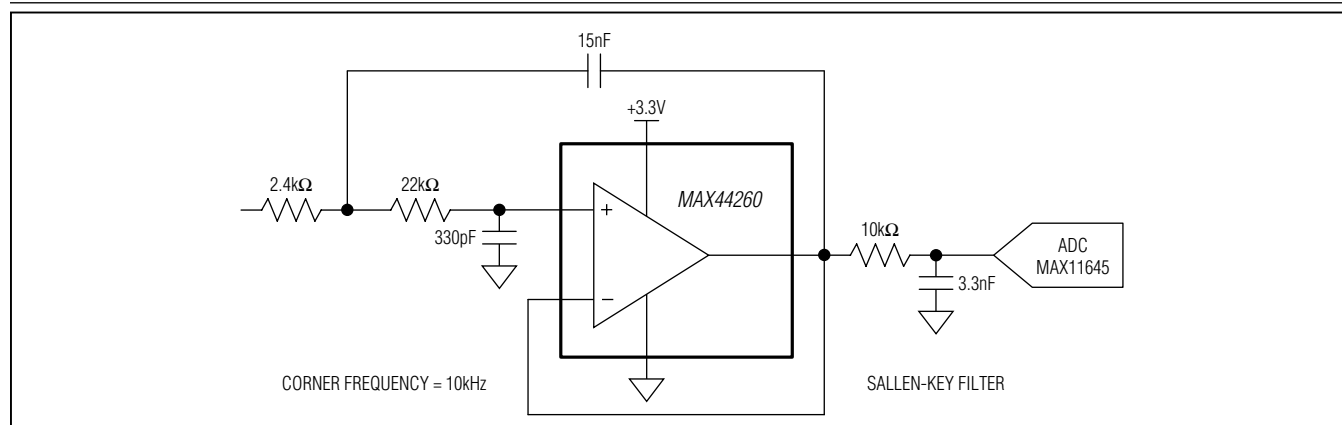 15nF
+3.3V
2.4kΩ
22kΩ
MAX44260
+
330pF
10kΩ
ADC
MAX11645
3.3nF
−
CORNER FREQUENCY = 10kHz
SALLEN-KEY FILTER